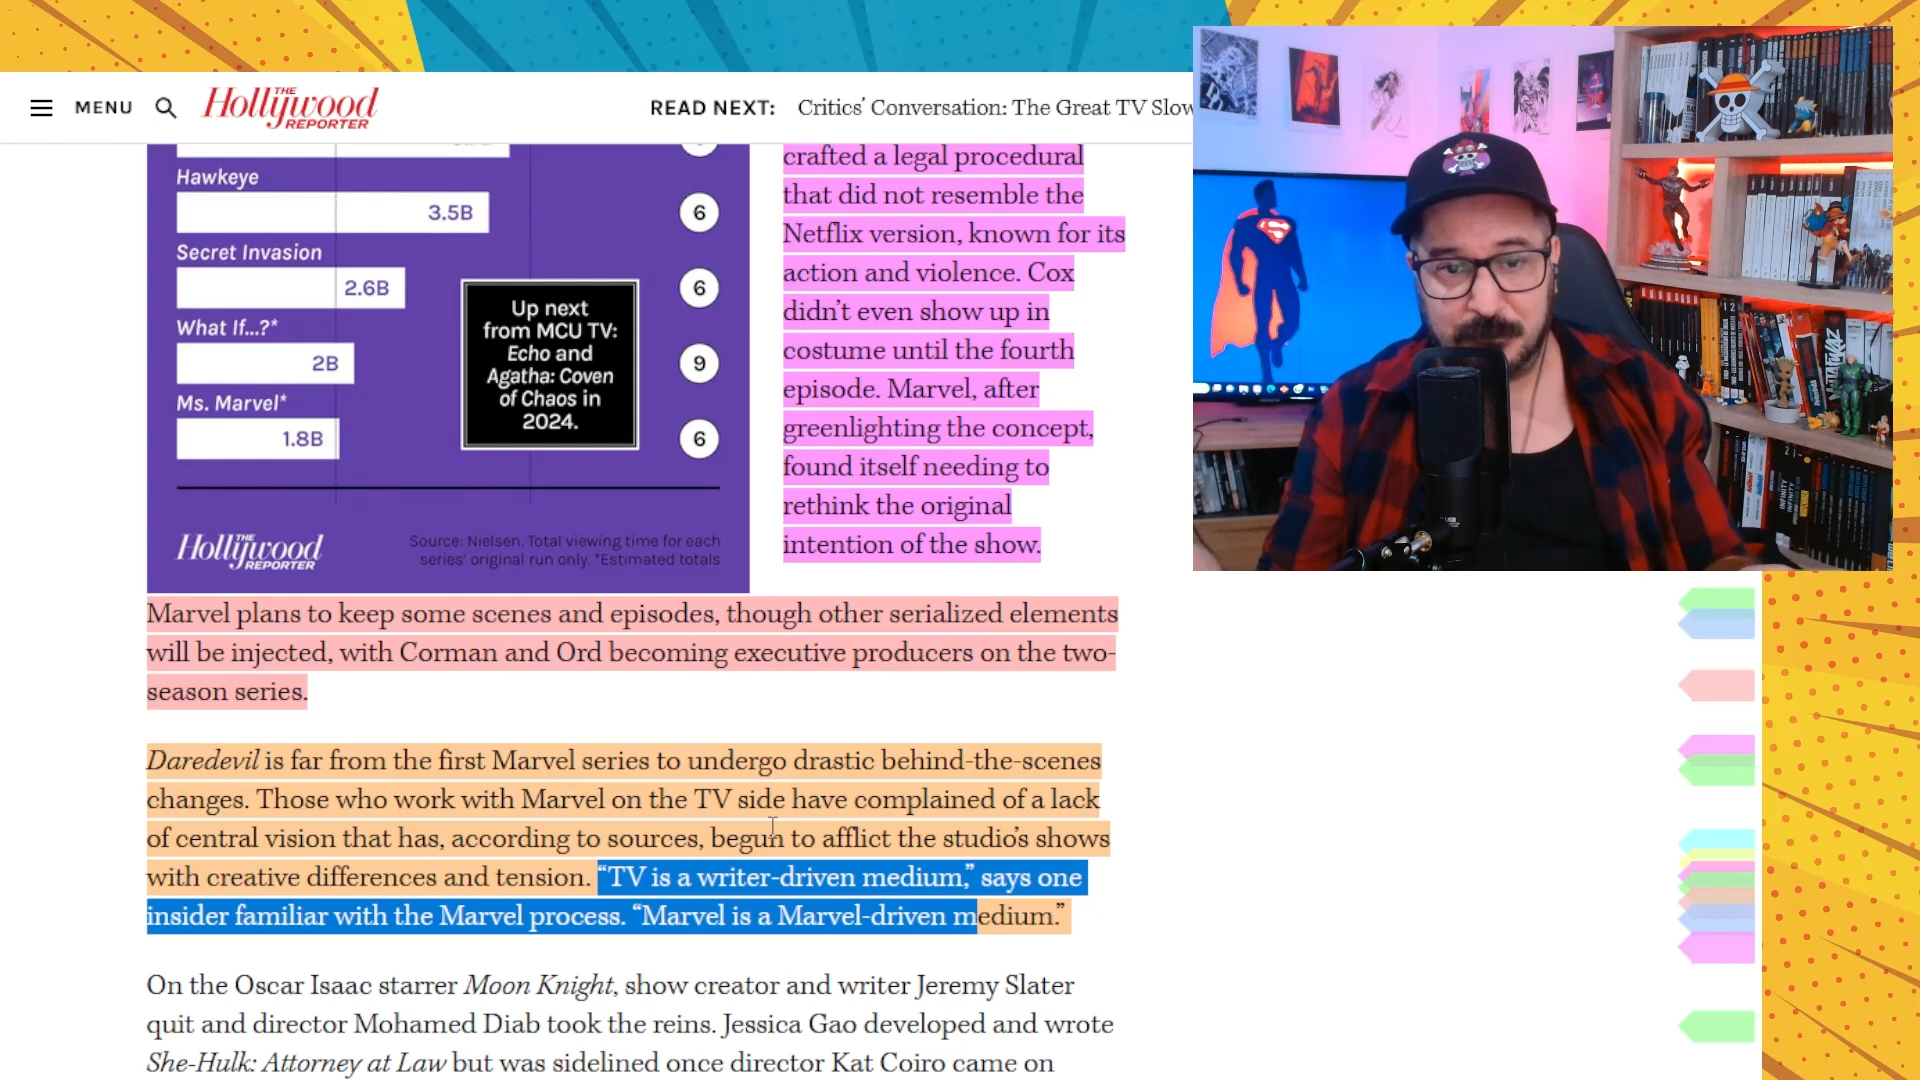 MENU
THE
Hollywood
REPORTER
READ NEXT: Critics' Conversation: The Great TV Slow
Hawkeye
3.5B
6
Secret Invasion
2.6B
6
What If...?*
2B
9
Ms. Marvel*
1.8B
6
Up next
from MCU TV:
Echo and
Agatha: Coven
of Chaos in
2024.
THE
Hollywood
REPORTER
Source: Nielsen. Total viewing time for each
series' original run only. *Estimated totals
crafted a legal procedural
that did not resemble the
Netflix version, known for its
action and violence. Cox
didn't even show up in
costume until the fourth
episode. Marvel, after
greenlighting the concept,
found itself needing to
rethink the original
intention of the show.
Marvel plans to keep some scenes and episodes, though other serialized elements
will be injected, with Corman and Ord becoming executive producers on the two-
season series.
Daredevil is far from the first Marvel series to undergo drastic behind-the-scenes
changes. Those who work with Marvel on the TV side have complained of a lack
of central vision that has, according to sources, begun to afflict the studio's shows
with creative differences and tension. “TV is a writer-driven medium,” says one
insider familiar with the Marvel process. “Marvel is a Marvel-driven medium.”
On the Oscar Isaac starrer Moon Knight, show creator and writer Jeremy Slater
quit and director Mohamed Diab took the reins. Jessica Gao developed and wrote
She-Hulk: Attorney at Law but was sidelined once director Kat Coiro came on